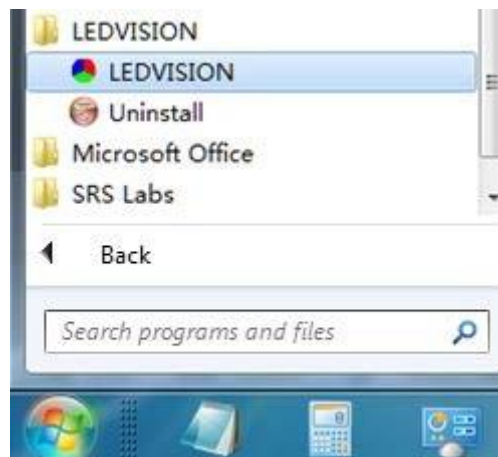 LEDVISION
LEDVISION
Uninstall
Microsoft Office
SRS Labs
Back
Search programs and files